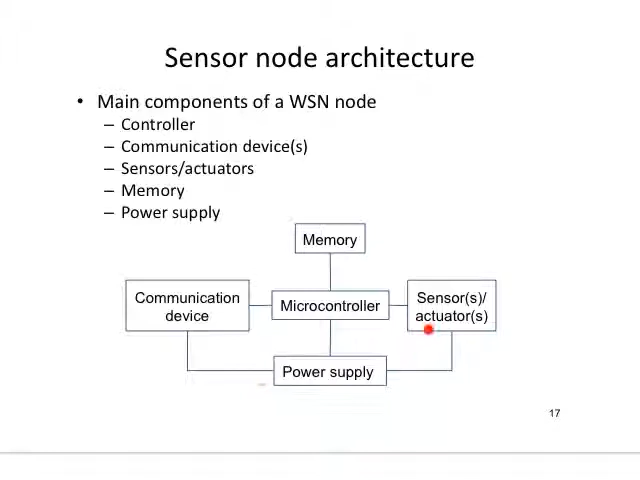 Sensor node architecture
• Main components of a WSN node
– Controller
– Communication device(s)
– Sensors/actuators
– Memory
– Power supply
Memory
Communication
device
Microcontroller
Sensor(s)/
actuator(s)
Power supply
17